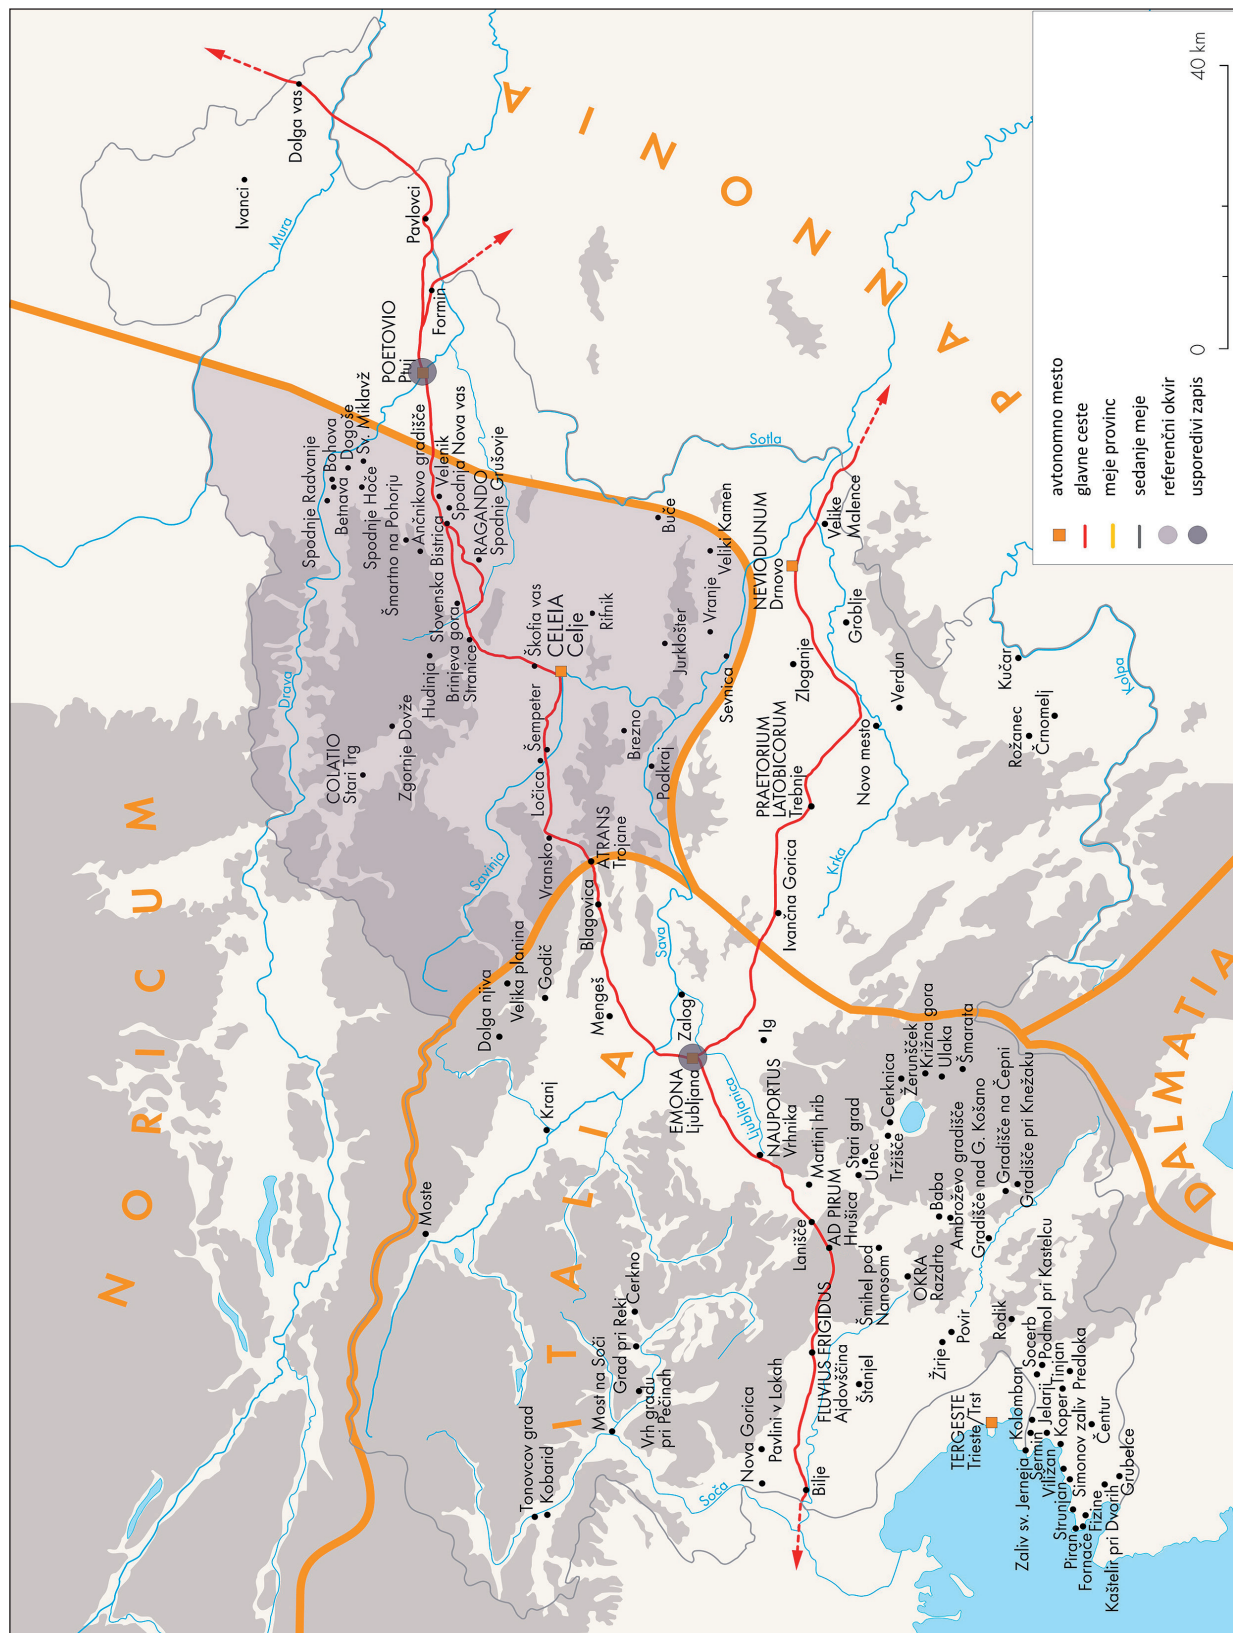 NORICUM
ITALIA
PANNONIA
DALMATIA
Tonovcov grad
Kobarid
Most na Soči
Grad pri Reki
Cerkno
Vrh gradu
pri Pečinah
Moste
Kranj
Dolga njiva
Velika planina
Godič
Mengeš
Blagovica
Vransko
ATRANS
Trojane
Ločica
Šempeter
COLATIO
Stari Trg
Zgornje Dovže
Hudinja
Brinjeva gora
Stranice
Škofja vas
CELEIA
Celje
Rifnik
Brezno
Podkraj
Jurklošter
Vranje
Sevnica
Veliki Kamen
Buče
Spodnje Radvanje
Betnava
Bohova
Dogoše
Spodnje Hoče
Sv. Miklavž
Šmartno na Pohorju
Ančnikovo gradišče
Slovenska Bistrica
Velenik
Spodnja Nova vas
RAGANDO
Spodnje Grušovje
POETOVIO
Ptuj
Formin
Pavlovci
Ivanci
Dolga vas
Mura
Drava
Savinja
Sava
Sotla
Krka
Kolpa
Ljubljanica
Soča
EMONA
Ljubljana
Zalog
Ig
NAUPORTUS
Vrhnika
Martinj hrib
Stari grad
Unec
Tržišče
Cerknica
Žerunšček
Križna gora
Ulaka
Šmarata
Lanišče
AD PIRUM
Hrušica
Šmihel pod
Nanosom
OKRA
Razdrto
Baba
Ambroževo gradišče
Gradišče nad G. Košano
Gradišče na Čepni
Gradišče pri Knežaku
FLUVIUS FRIGIDUS
Ajdovščina
Štanjel
Nova Gorica
Pavlini v Lokah
Bilje
Žirje
Povir
Rodik
TERGESTE
Trieste/Trst
Kolomban
Socerb
Podmol pri Kastelcu
Zaliv sv. Jerneja
Sermin
Jelarji
Tinjan
Viližan
Koper
Predloka
Strunjan
Simonov zaliv
Čentur
Piran
Fornače
Fizine
Kaštelir pri Dvorih
Grubelce
Ivančna Gorica
PRAETORIUM
LATOBICORUM
Trebnje
Novo mesto
Zloganje
Verdun
Groblje
NEVIODUNUM
Drnovo
Velike
Malence
Kučar
Rožanec
Črnomelj
avtonomno mesto
glavne ceste
meje provinc
sedanje meje
referenčni okvir
usporedivi zapis
0
40 km